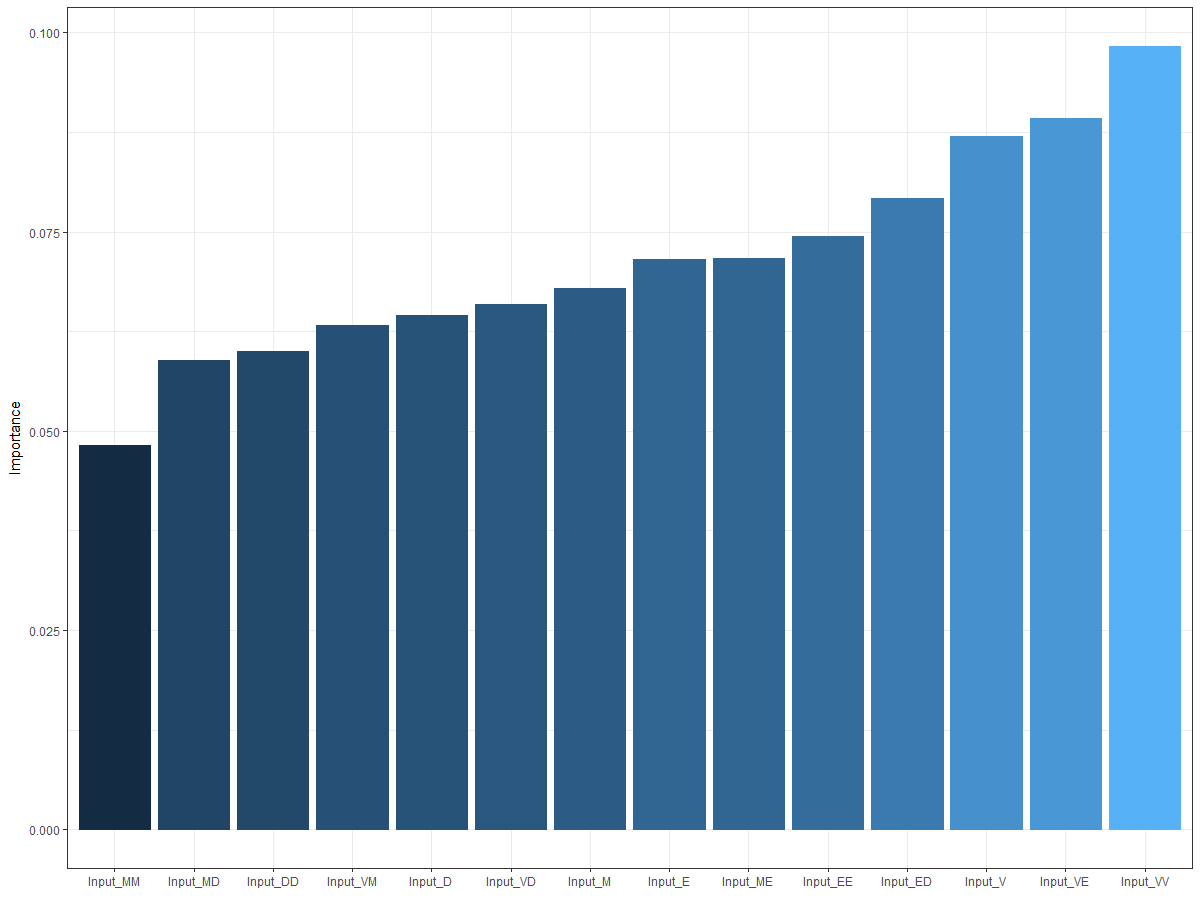 Importance
0.100
0.075
0.050
0.025
0.000
Input_MM Input_MD Input_DD Input_VM Input_D Input_VD Input_M Input_E Input_ME Input_EE Input_ED Input_V Input_VE Input_VV